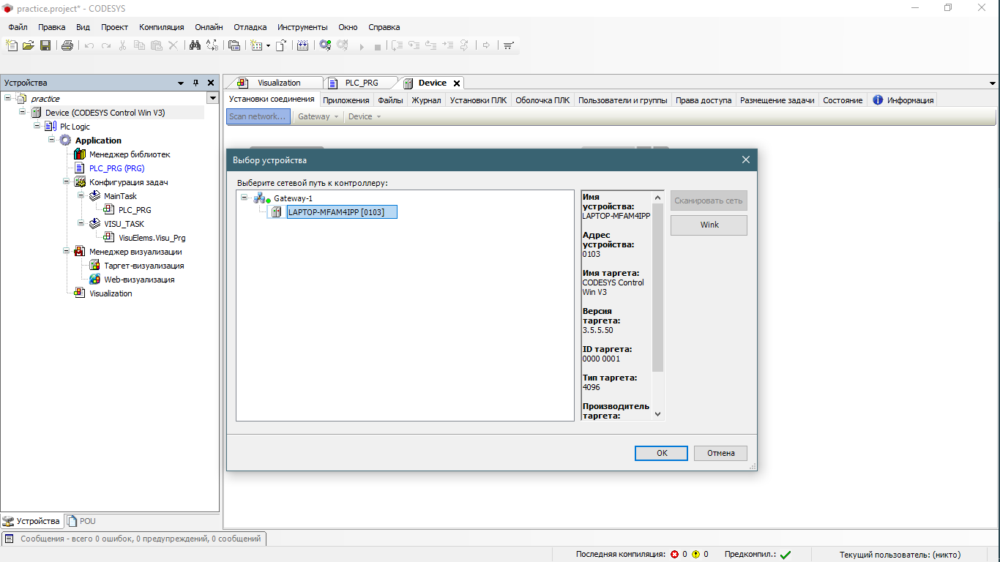 practice.project* - CODESYS
Файл Правка Вид Проект Компиляция Онлайн Отладка Инструменты Окно Справка
Устройства
practice
Device (CODESYS Control Win V3)
Plc Logic
Application
Менеджер библиотек
PLC_PRG (PRG)
Конфигурация задач
MainTask
PLC_PRG
VISU_TASK
VisuElems.Visu_Prg
Менеджер визуализации
Таргет-визуализация
Web-визуализация
Visualization
Устройства POU
Visualization PLC_PRG Device
Установки соединения Приложения Файлы Журнал Установки ПЛК Оболочка ПЛК Пользователи и группы Права доступа Размещение задачи Состояние Информация
Scan network... Gateway Device
Выбор устройства
Выберите сетевой путь к контроллеру:
Gateway-1
LAPTOP-MFAM4IPP [0103]
Имя
устройства:
LAPTOP-MFAM4IPP
Адрес
устройства:
0103
Имя таргета:
CODESYS Control
Win V3
Версия
таргета:
3.5.5.50
ID таргета:
0000 0001
Тип таргета:
4096
Производитель
таргета:
Сканировать сеть
Wink
OK Отмена
Сообщения - всего 0 ошибок, 0 предупреждений, 0 сообщений
Последняя компиляция: 0 0 Предкомпил.: Текущий пользователь: (никто)